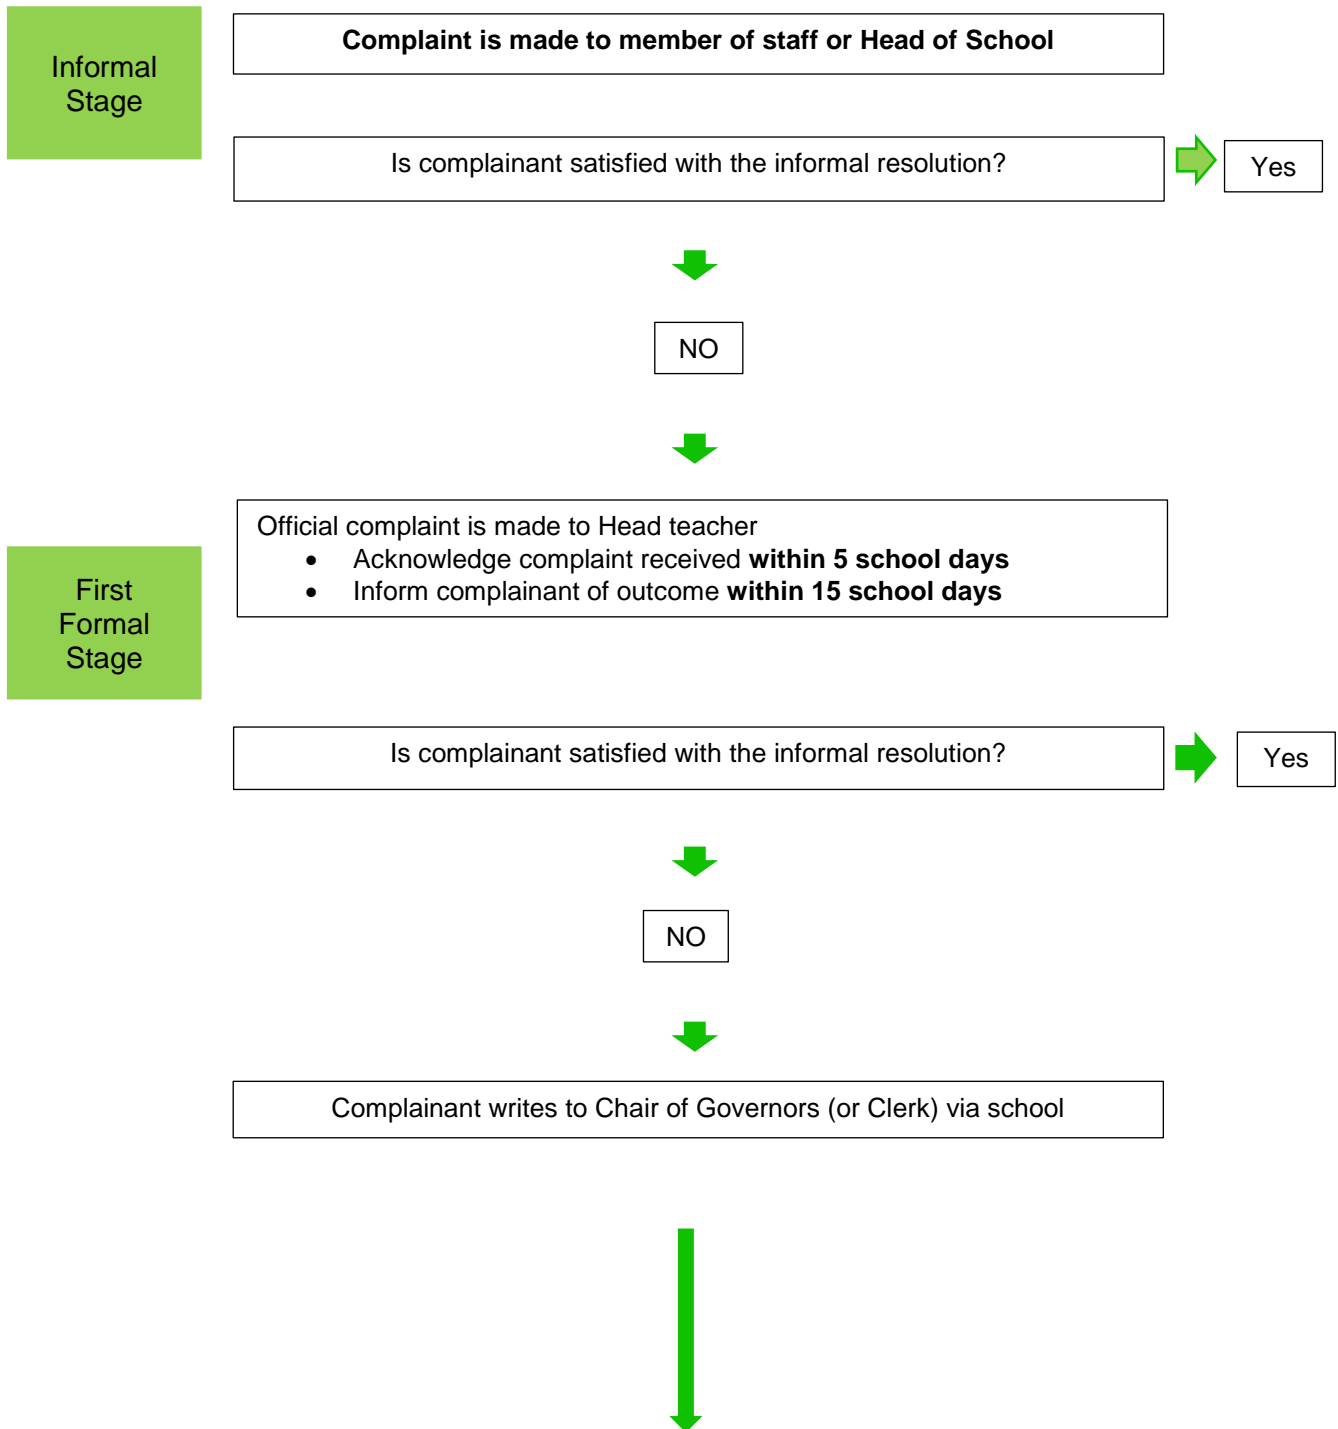 Informal
Stage
Complaint is made to member of staff or Head of School
Is complainant satisfied with the informal resolution?
Yes
NO
First
Formal
Stage
Official complaint is made to Head teacher
• Acknowledge complaint received within 5 school days
• Inform complainant of outcome within 15 school days
Is complainant satisfied with the informal resolution?
Yes
NO
Complainant writes to Chair of Governors (or Clerk) via school